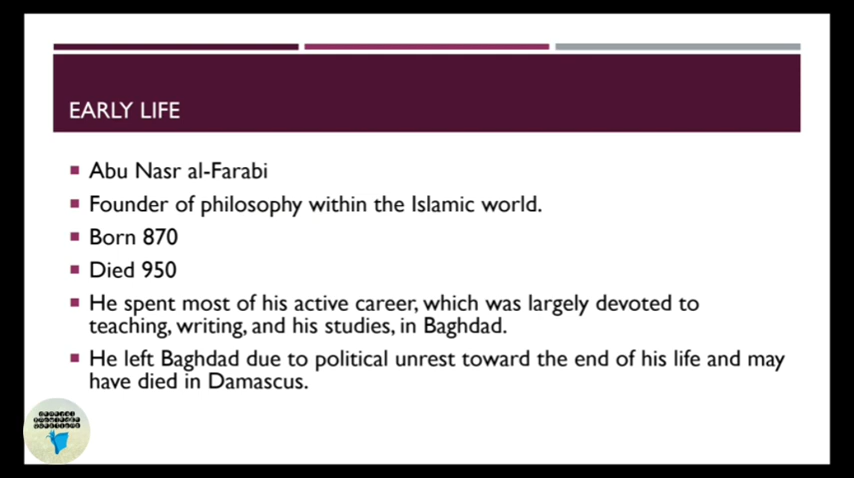 EARLY LIFE
Abu Nasr al-Farabi
Founder of philosophy within the Islamic world.
Born 870
Died 950
He spent most of his active career, which was largely devoted to
teaching, writing, and his studies, in Baghdad.
He left Baghdad due to political unrest toward the end of his life and may
have died in Damascus.